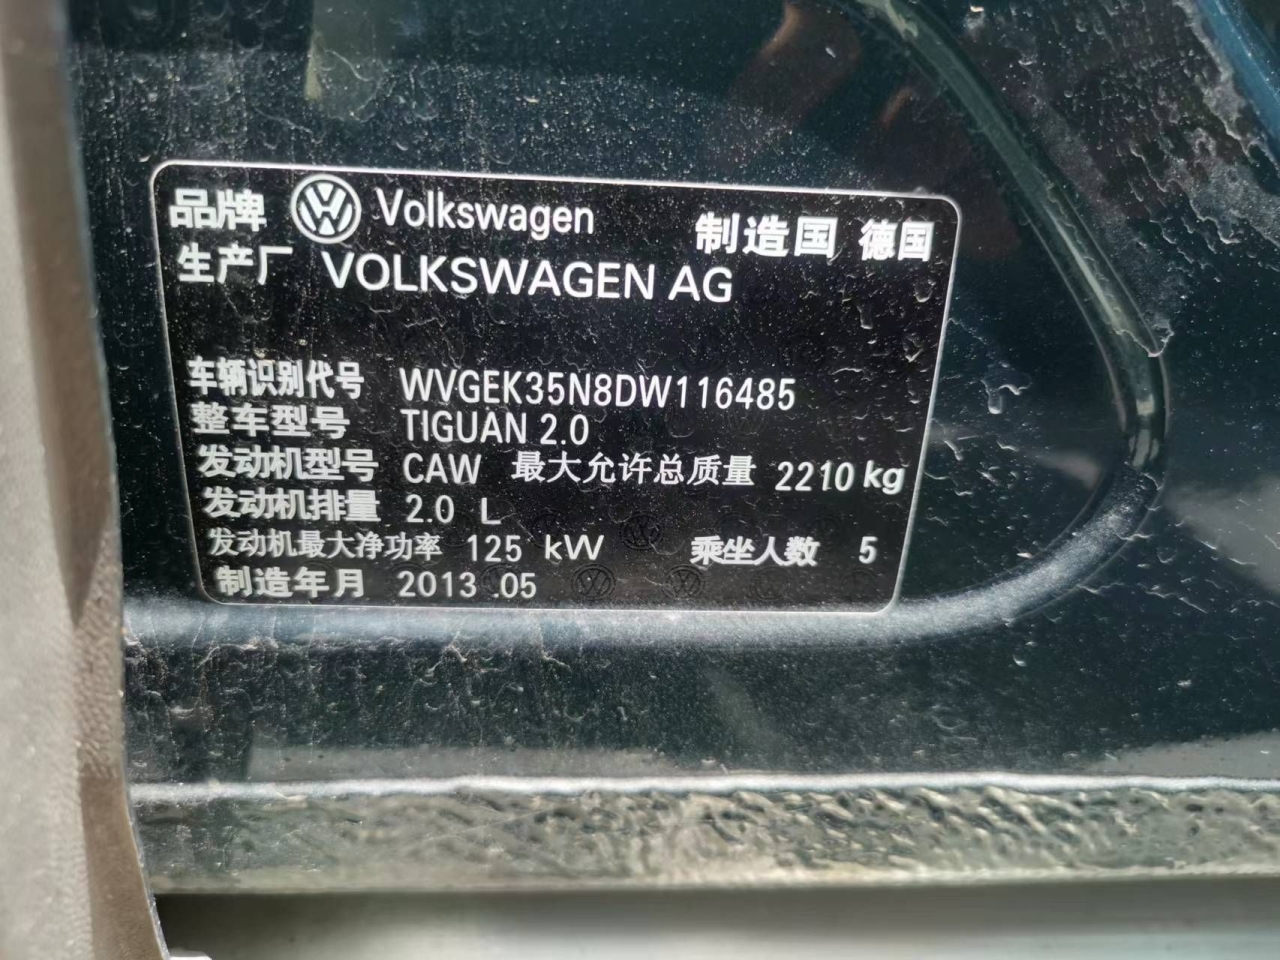 品牌 Volkswagen 制造国 德国
生产厂 VOLKSWAGEN AG
车辆识别代号 WVGEK35N8DW116485
整车型号 TIGUAN 2.0
发动机型号 CAW 最大允许总质量 2210 kg
发动机排量 2.0 L
发动机最大净功率 125 kW 乘坐人数 5
制造年月 2013 .05